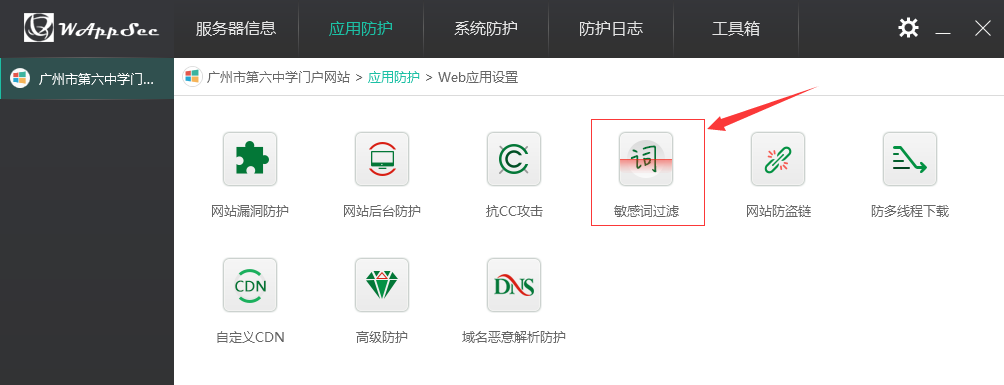 WAppSec
服务器信息
应用防护
系统防护
防护日志
工具箱
广州市第六中学门...
广州市第六中学门户网站 > 应用防护 > Web应用设置
词
网站漏洞防护
网站后台防护
抗CC攻击
敏感词过滤
网站防盗链
防多线程下载
CDN
DNS
自定义CDN
高级防护
域名恶意解析防护